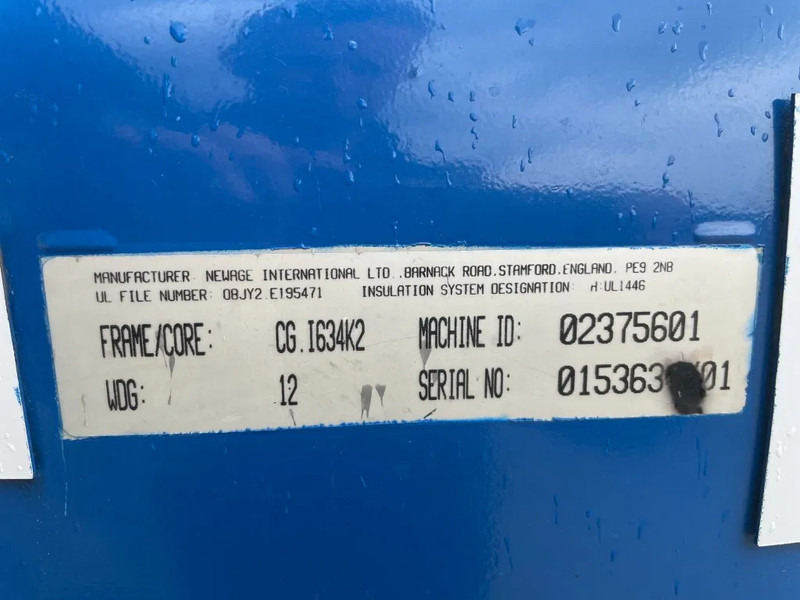 MANUFACTURER NEWAGE INTERNATIONAL LTD.,BARNACK ROAD,STAMFORD,ENGLAND, PE9 2NB
UL FILE NUMBER: OBJY2.E195471 INSULATION SYSTEM DESIGNATION: H:UL1446
FRAME/CORE: CG.I634K2 MACHINE ID: 02375601
WDG: 12 SERIAL NO: